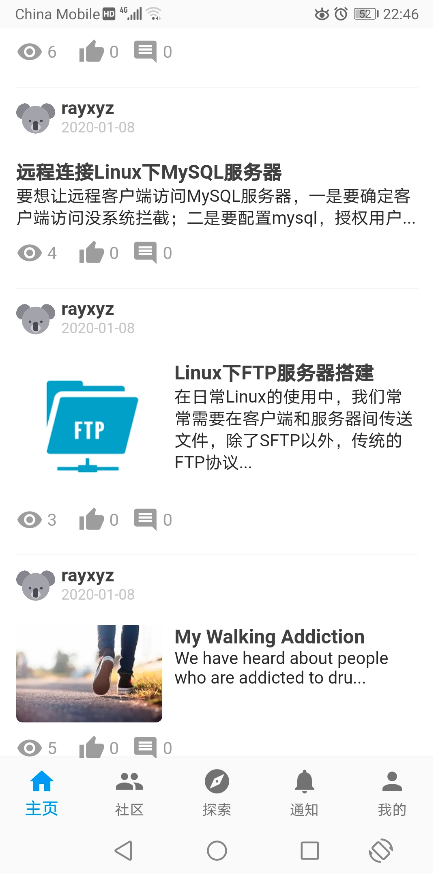 China Mobile HD 4G 52 22:46
6 0 0
rayxyz
2020-01-08
远程连接Linux下MySQL服务器
要想让远程客户端访问MySQL服务器，一是要确定客
户端访问没系统拦截；二是要配置mysql，授权用户...
4 0 0
rayxyz
2020-01-08
FTP
Linux下FTP服务器搭建
在日常Linux的使用中，我们常
常需要在客户端和服务器间传送
文件，除了SFTP以外，传统的
FTP协议...
3 0 0
rayxyz
2020-01-08
My Walking Addiction
We have heard about people
who are addicted to dru...
5 0 0
主页 社区 探索 通知 我的